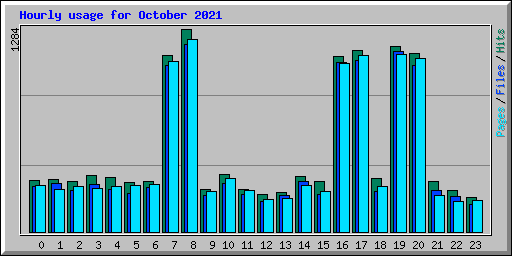 Hourly usage for October 2021
1284
Pages/Files/Hits
0 1 2 3 4 5 6 7 8 9 10 11 12 13 14 15 16 17 18 19 20 21 22 23